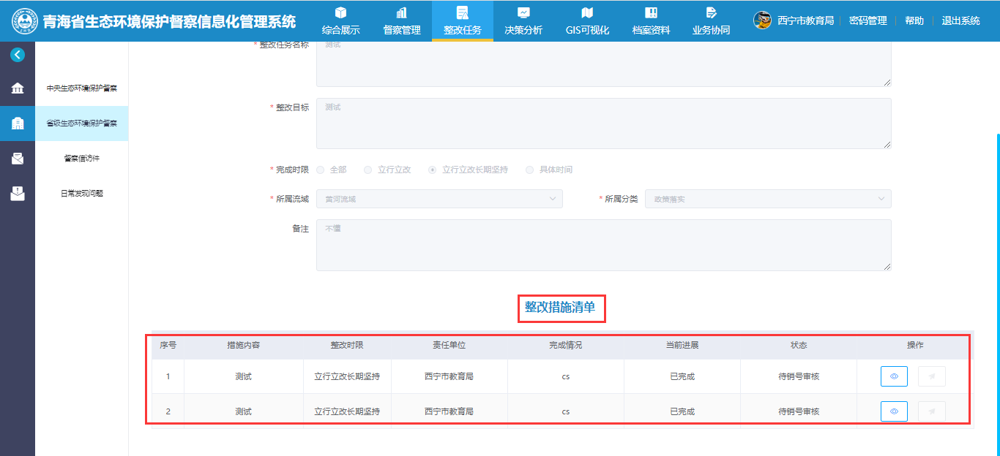 青海省生态环境保护督察信息化管理系统
综合展示 督察管理 整改任务 决策分析 GIS可视化 档案资料 业务协同
西宁市教育局 密码管理 帮助 退出系统
中央生态环境保护督察
省级生态环境保护督察
督察信访件
日常发现问题
* 整改任务名称 测试
* 整改目标 测试
* 完成时限 全部 立行立改 立行立改长期坚持 具体时间
* 所属流域 黄河流域 * 所属分类 政策落实
备注 不懂
整改措施清单
序号 措施内容 整改时限 责任单位 完成情况 当前进展 状态 操作
1 测试 立行立改长期坚持 西宁市教育局 cs 已完成 待销号审核
2 测试 立行立改长期坚持 西宁市教育局 cs 已完成 待销号审核